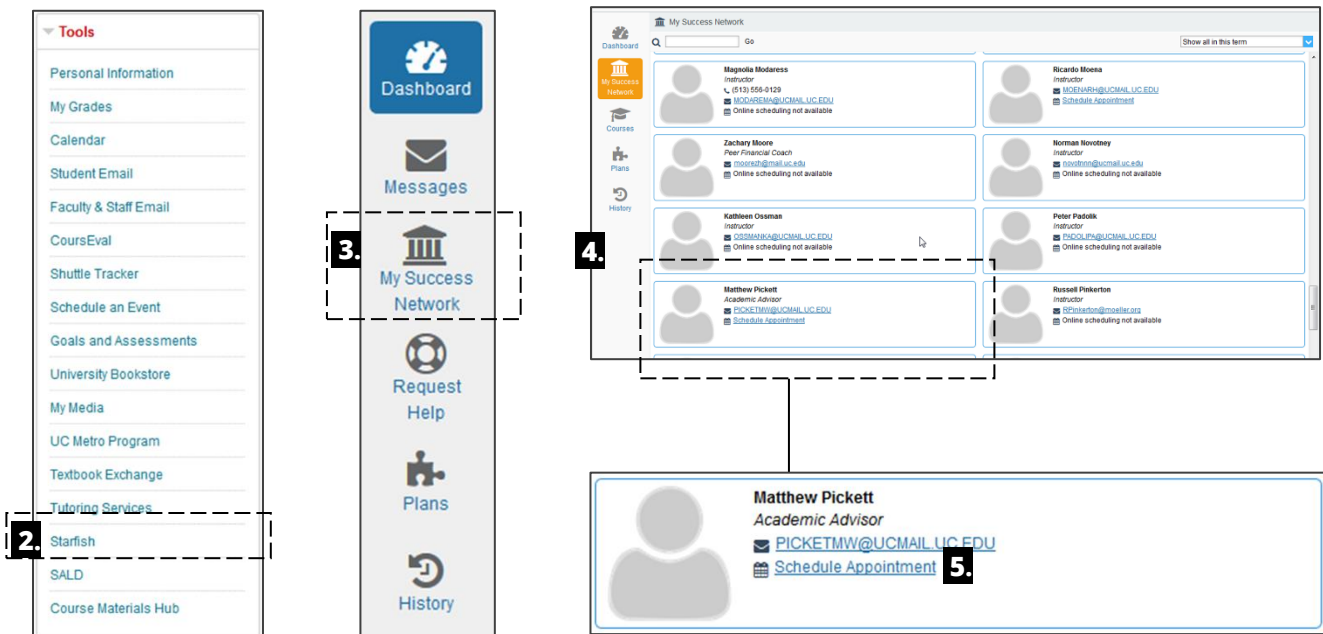 Tools
Personal Information
My Grades
Calendar
Student Email
Faculty & Staff Email
CoursEval
Shuttle Tracker
Schedule an Event
Goals and Assessments
University Bookstore
My Media
UC Metro Program
Textbook Exchange
Tutoring Services
2.
Starfish
SALD
Course Materials Hub
Dashboard
Messages
3.
My Success
Network
Request
Help
Plans
History
4.
Dashboard
My Success
Network
Courses
Plans
History
My Success Network
Go
Show all in this term
Magnolia Modaress
Instructor
(513) 556-0129
MODAREMA@UCMAIL.UC.EDU
Online scheduling not available
Ricardo Moena
Instructor
MOENARH@UCMAIL.UC.EDU
Schedule Appointment
Zachary Moore
Peer Financial Coach
moorezh@mail.uc.edu
Online scheduling not available
Norman Novotney
Instructor
novotnnn@ucmail.uc.edu
Online scheduling not available
Kathleen Ossman
Instructor
OSSMANKA@UCMAIL.UC.EDU
Online scheduling not available
Peter Padolik
Instructor
PADOLIPA@UCMAIL.UC.EDU
Online scheduling not available
Matthew Pickett
Academic Advisor
PICKETMW@UCMAIL.UC.EDU
Schedule Appointment
Russell Pinkerton
Instructor
RPinkerton@moeller.org
Online scheduling not available
Matthew Pickett
Academic Advisor
PICKETMW@UCMAIL.UC.EDU
Schedule Appointment
5.